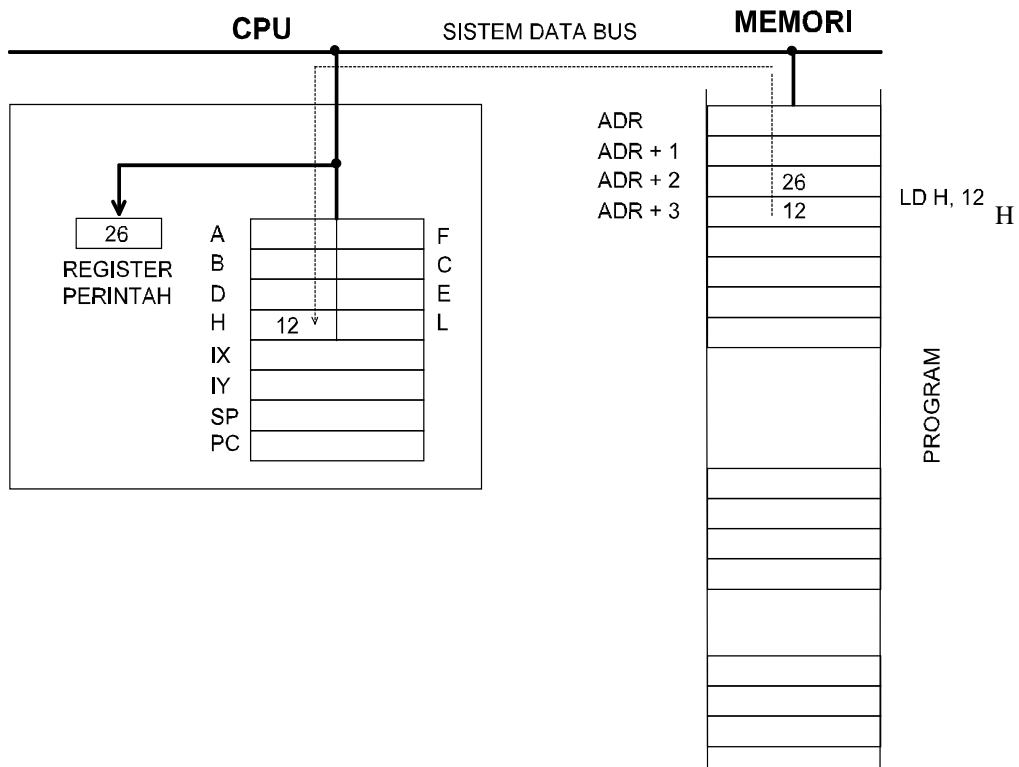 CPU
SISTEM DATA BUS
MEMORI
ADR
ADR + 1
ADR + 2
26
ADR + 3
12
LD H, 12 H
26
REGISTER
PERINTAH
A
F
B
C
D
E
H
12
L
IX
IY
SP
PC
PROGRAM